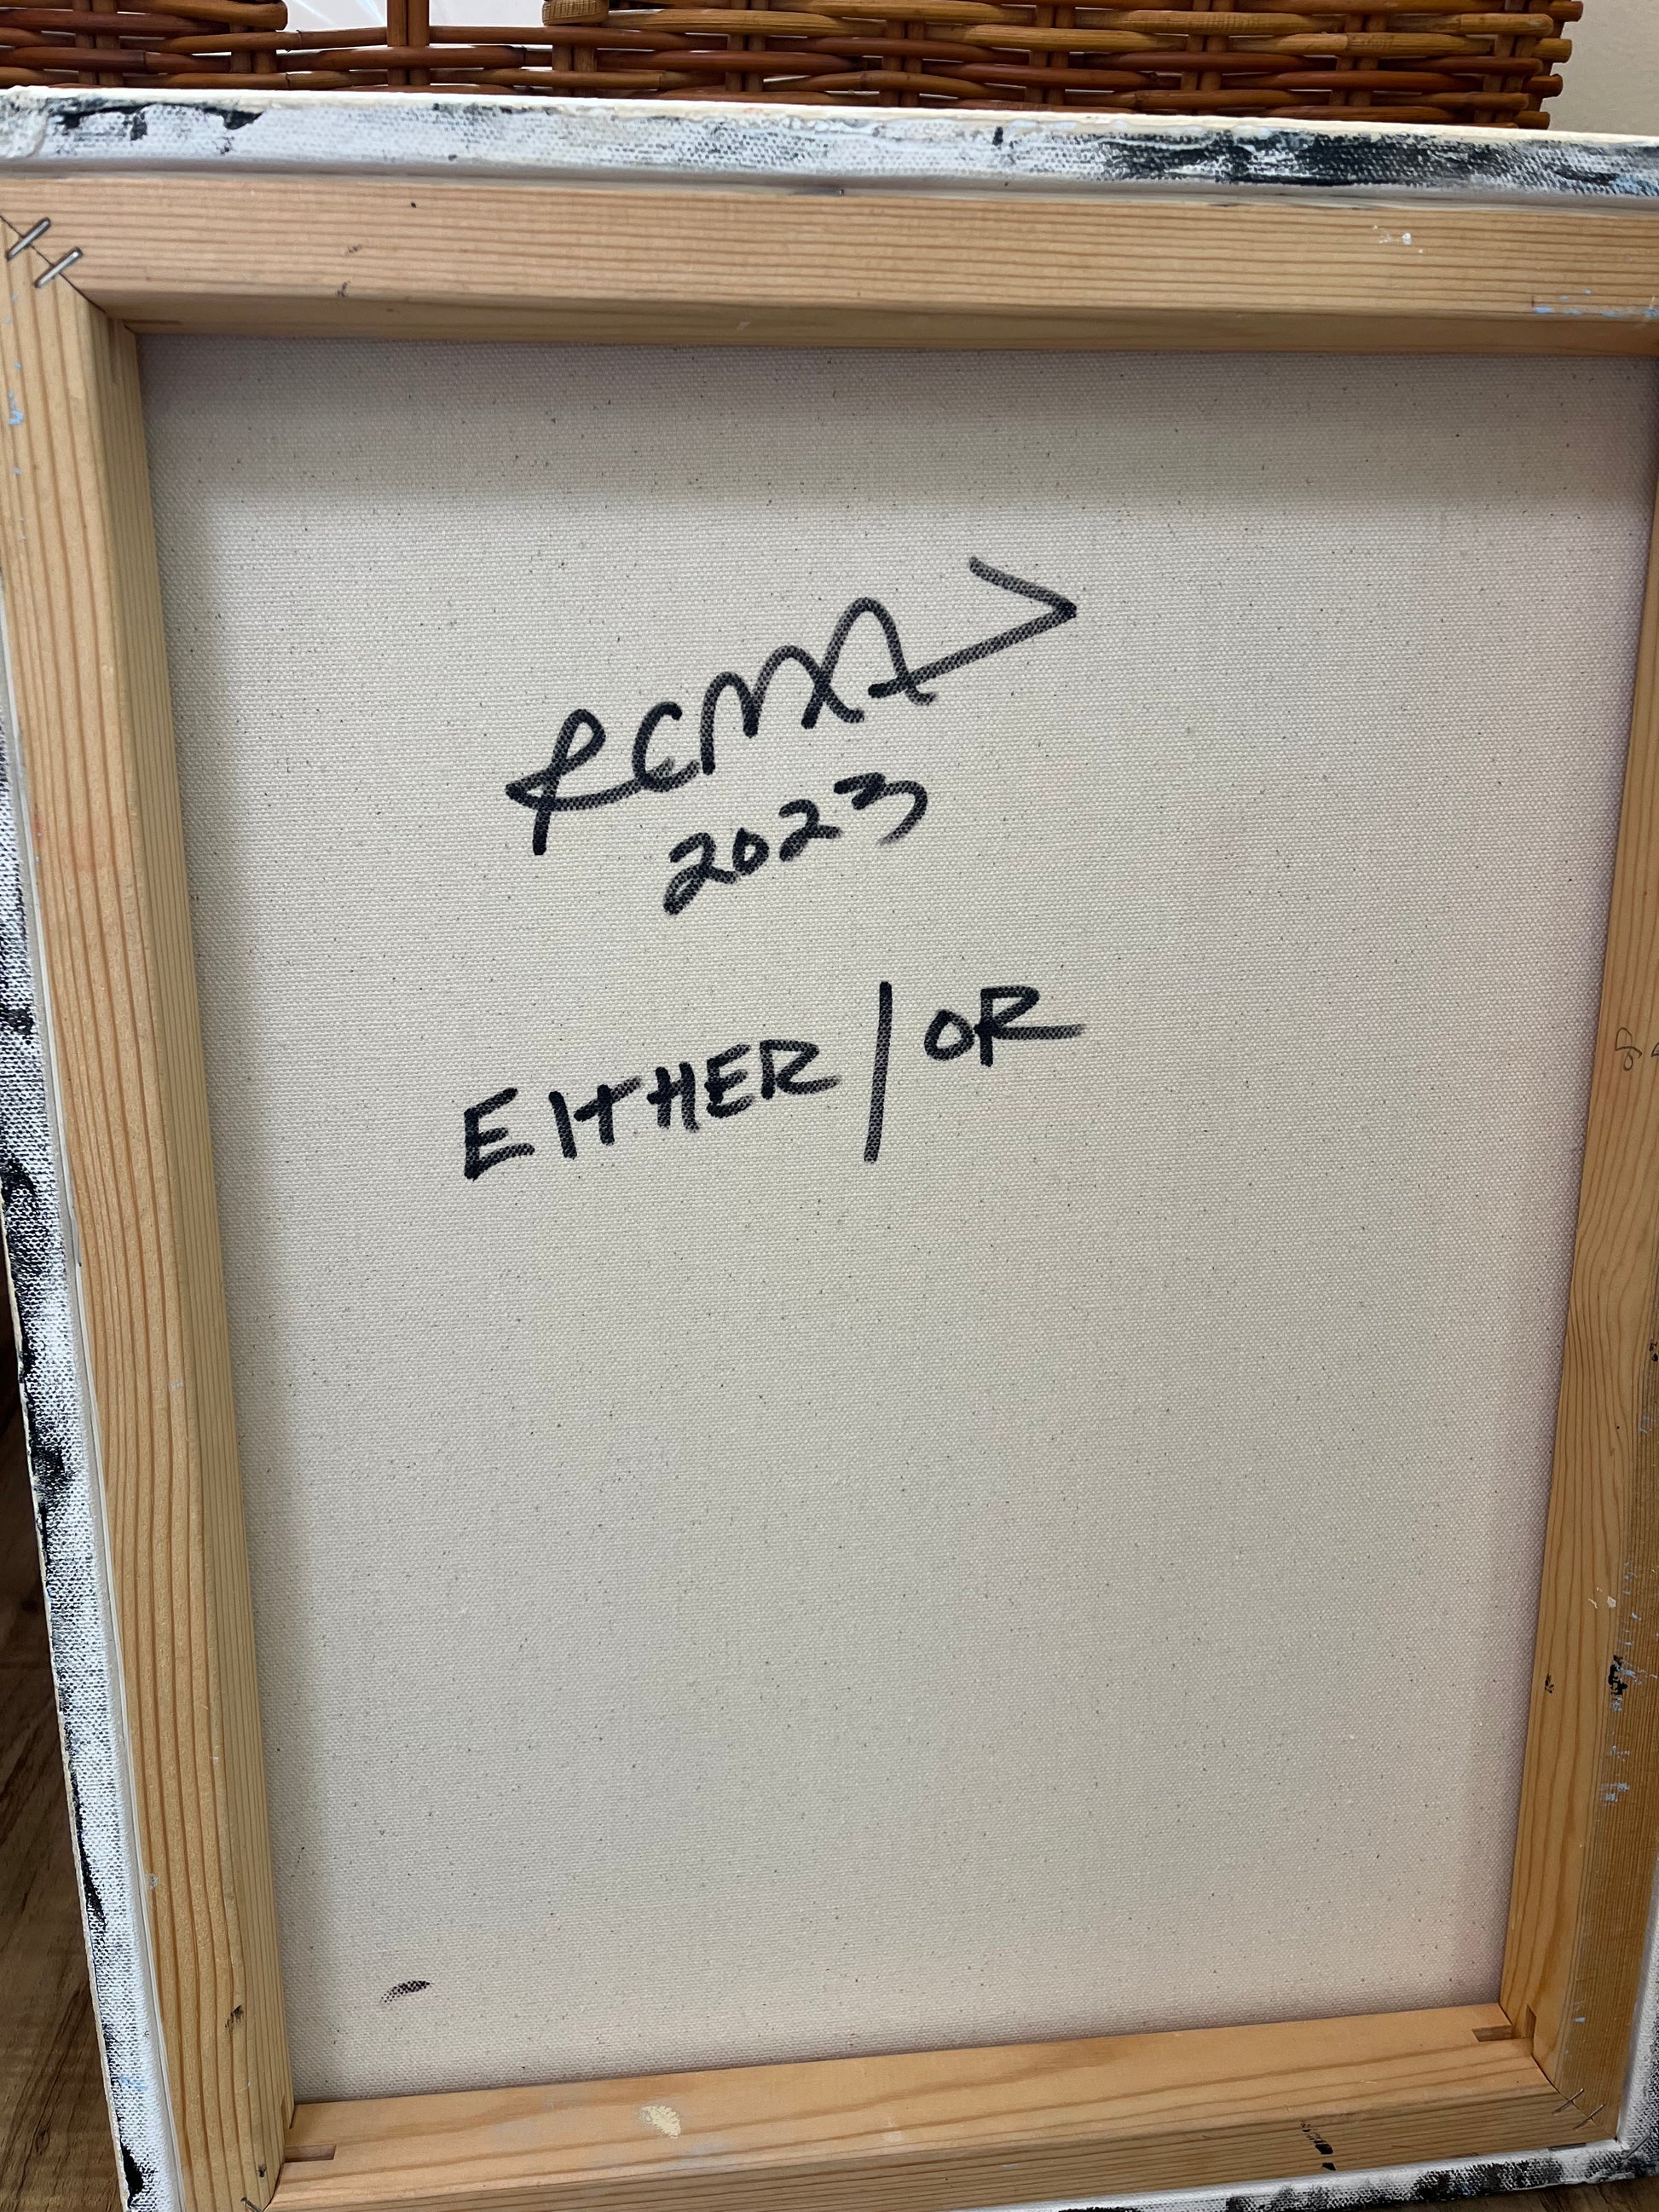 2023
EITHER / OR